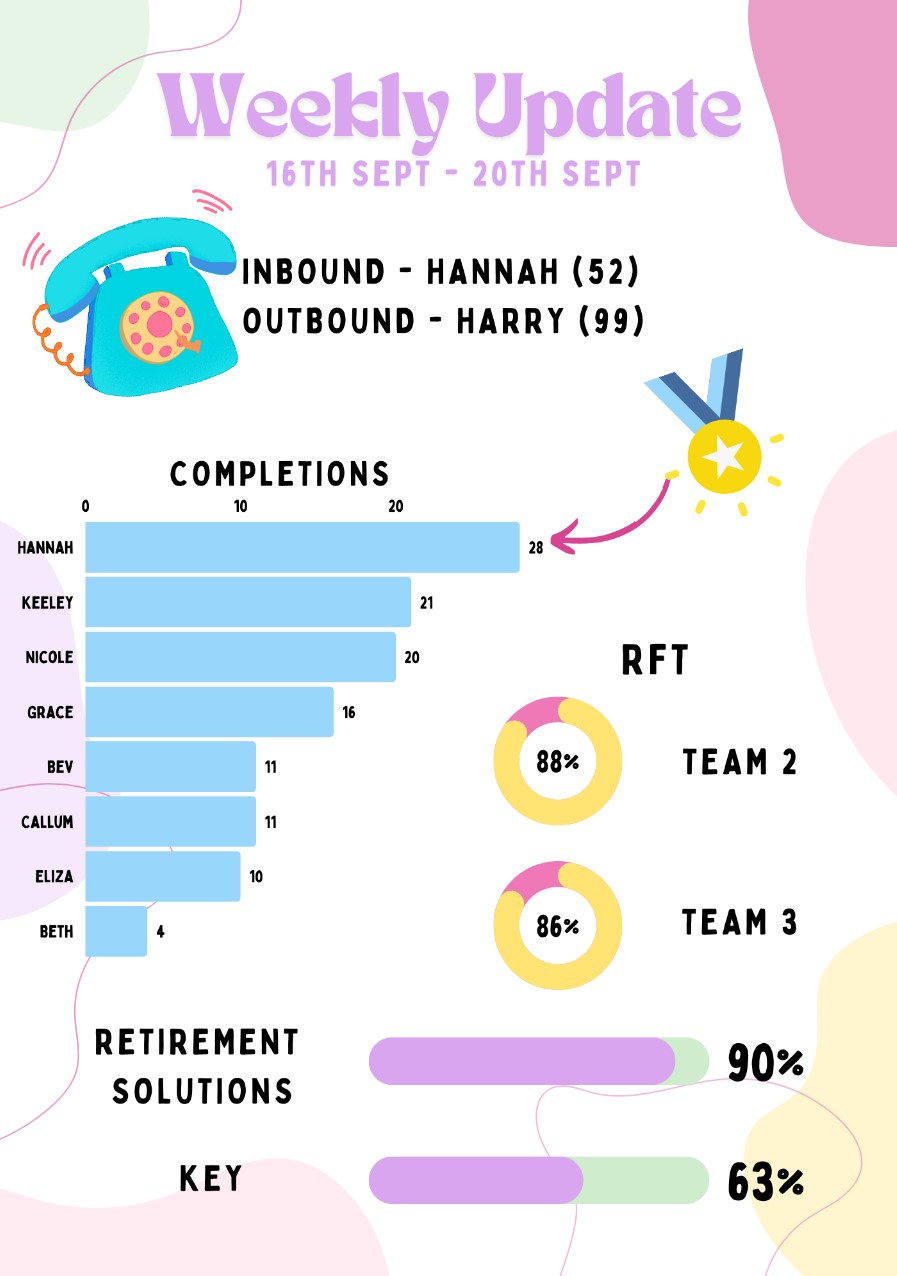 Weekly Update
16TH SEPT - 20TH SEPT
INBOUND - HANNAH (52)
OUTBOUND - HARRY (99)
COMPLETIONS
0 10 20
HANNAH 28
KEELEY 21
NICOLE 20
GRACE 16
BEV 11
CALLUM 11
ELIZA 10
BETH 4
RFT
88% TEAM 2
86% TEAM 3
RETIREMENT
SOLUTIONS
90%
KEY 63%